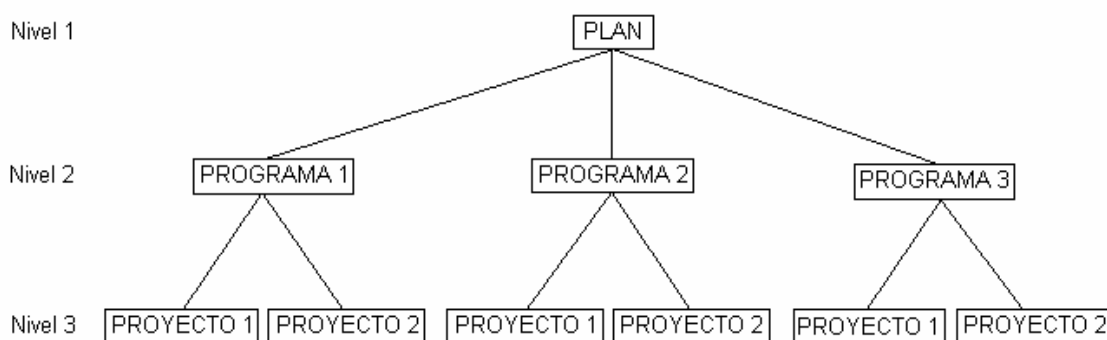 Nivel 1 PLAN
Nivel 2 PROGRAMA 1 PROGRAMA 2 PROGRAMA 3
Nivel 3 PROYECTO 1 PROYECTO 2 PROYECTO 1 PROYECTO 2 PROYECTO 1 PROYECTO 2